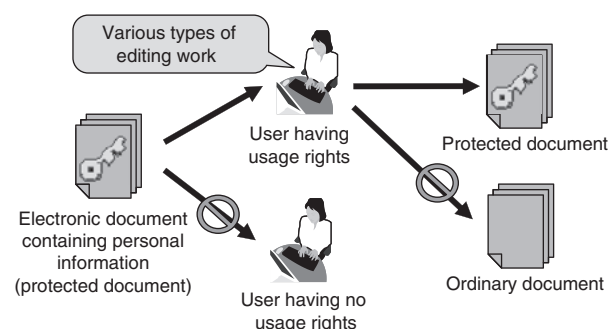 Various types of
editing work
User having
usage rights
Protected document
Electronic document
containing personal
information
(protected document)
User having no
usage rights
Ordinary document